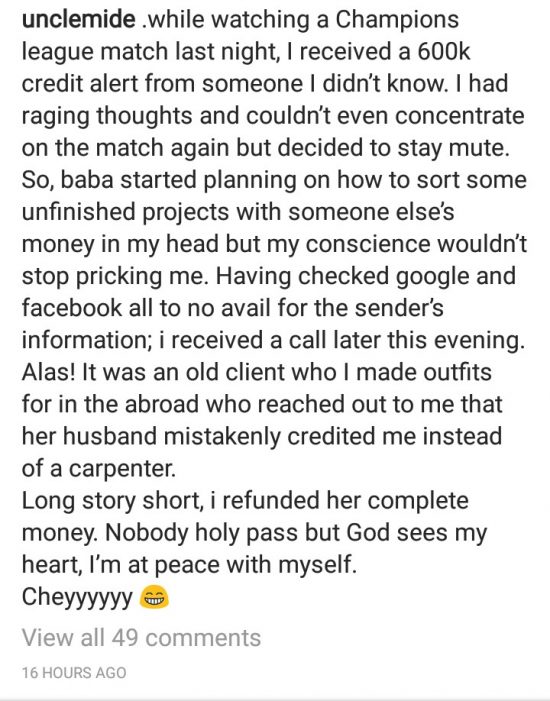 unclemide .while watching a Champions
league match last night, I received a 600k
credit alert from someone I didn't know. I had
raging thoughts and couldn't even concentrate
on the match again but decided to stay mute.
So, baba started planning on how to sort some
unfinished projects with someone else's
money in my head but my conscience wouldn't
stop pricking me. Having checked google and
facebook all to no avail for the sender's
information; i received a call later this evening.
Alas! It was an old client who I made outfits
for in the abroad who reached out to me that
her husband mistakenly credited me instead
of a carpenter.
Long story short, i refunded her complete
money. Nobody holy pass but God sees my
heart, I'm at peace with myself.
Cheyyyyyy 😁
View all 49 comments
16 HOURS AGO